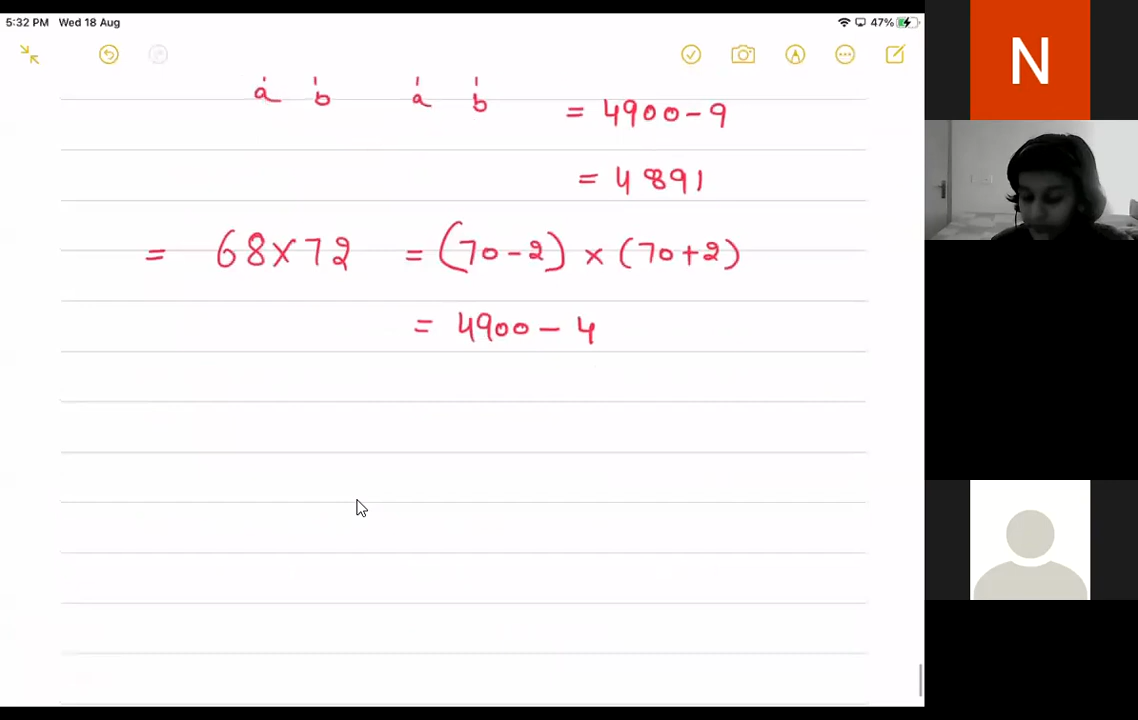 5:32 PM Wed 18 Aug
47%
N
a b a b
= 4900 - 9
= 4891
= 68 × 72 = (70 - 2) × (70 + 2)
= 4900 - 4